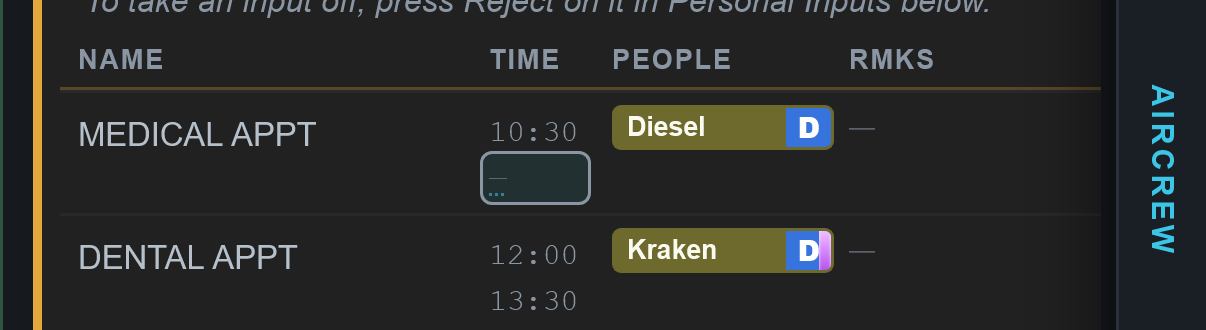 To take an input off, press Reject on it in Personal Inputs below.
NAME TIME PEOPLE RMKS
MEDICAL APPT 10:30 Diesel D —
—
DENTAL APPT 12:00 Kraken D —
13:30
AIRCREW